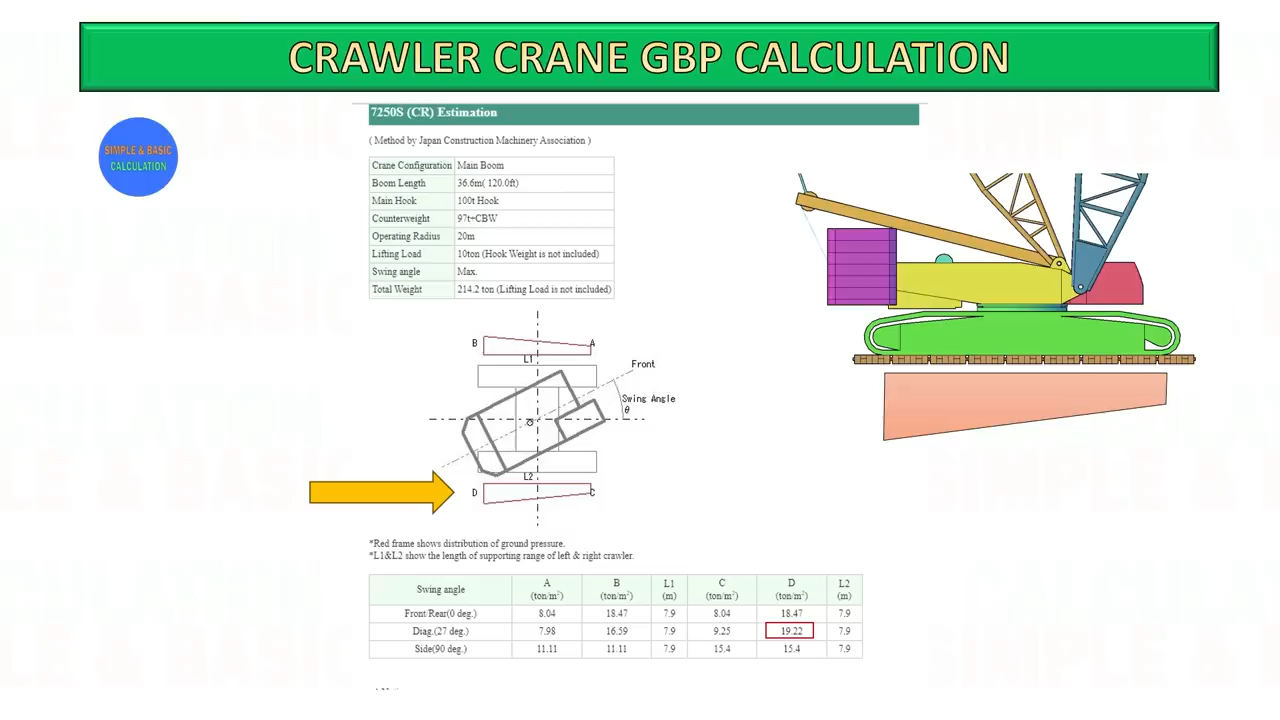 CRAWLER CRANE GBP CALCULATION
7250S (CR) Estimation
SIMPLE & BASIC
CALCULATION
( Method by Japan Construction Machinery Association )
Crane Configuration Main Boom
Boom Length 36.6m( 120.0ft)
Main Hook 100t Hook
Counterweight 97t+CBW
Operating Radius 20m
Lifting Load 10ton (Hook Weight is not included)
Swing angle Max.
Total Weight 214.2 ton (Lifting Load is not included)
B A
L1
Front
Swing Angle
θ
L2
D C
*Red frame shows distribution of ground pressure.
*L1&L2 show the length of supporting range of left & right crawler.
Swing angle A (ton/m²) B (ton/m²) L1 (m) C (ton/m²) D (ton/m²) L2 (m)
Front/Rear(0 deg.) 8.04 18.47 7.9 8.04 18.47 7.9
Diag.(27 deg.) 7.98 16.59 7.9 9.25 19.22 7.9
Side(90 deg.) 11.11 11.11 7.9 15.4 15.4 7.9